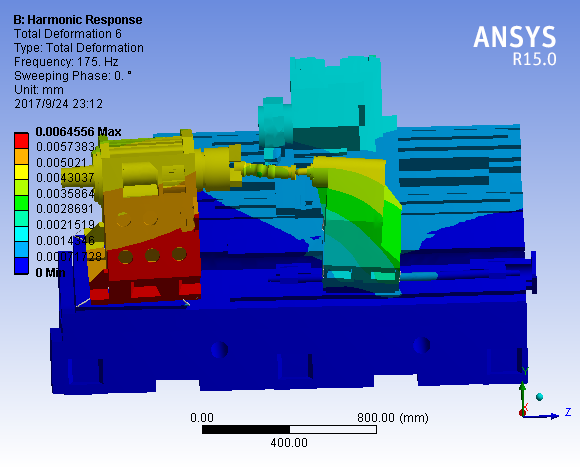 B: Harmonic Response
Total Deformation 6
Type: Total Deformation
Frequency: 175. Hz
Sweeping Phase: 0. °
Unit: mm
2017/9/24 23:12
ANSYS
R15.0
0.0064556 Max
0.0057383
0.005021
0.0043037
0.0035864
0.0028691
0.0021519
0 Min
0.00
800.00 (mm)
400.00
Y
X
Z